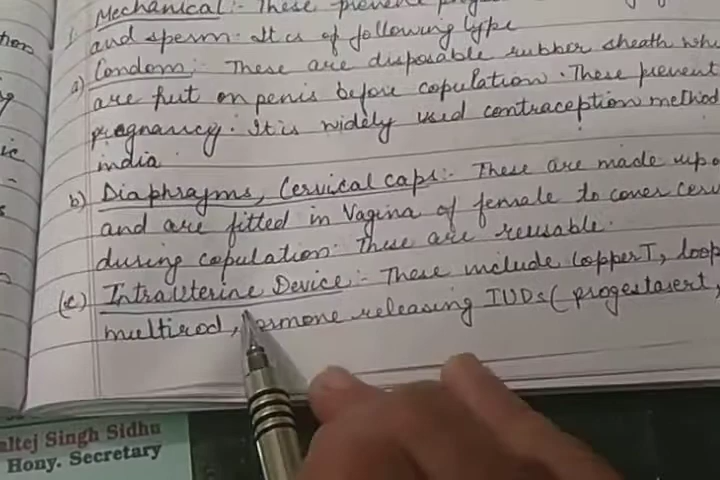 1. Mechanical :- These prevent
and sperm. It is of following type
a) Condom :- These are disposable rubber sheath
are put on penis before copulation. These prevent
pregnancy. It is widely used contraception method
india.
b) Diaphragms, Cervical caps :- These are made up o
and are fitted in Vagina of female to cover cerv
during copulation. These are reusable.
(c) IntraUterine Device :- These include CopperT, loop
multirod, ormone releasing IUDs ( progestasert,
altej Singh Sidhu
Hony. Secretary